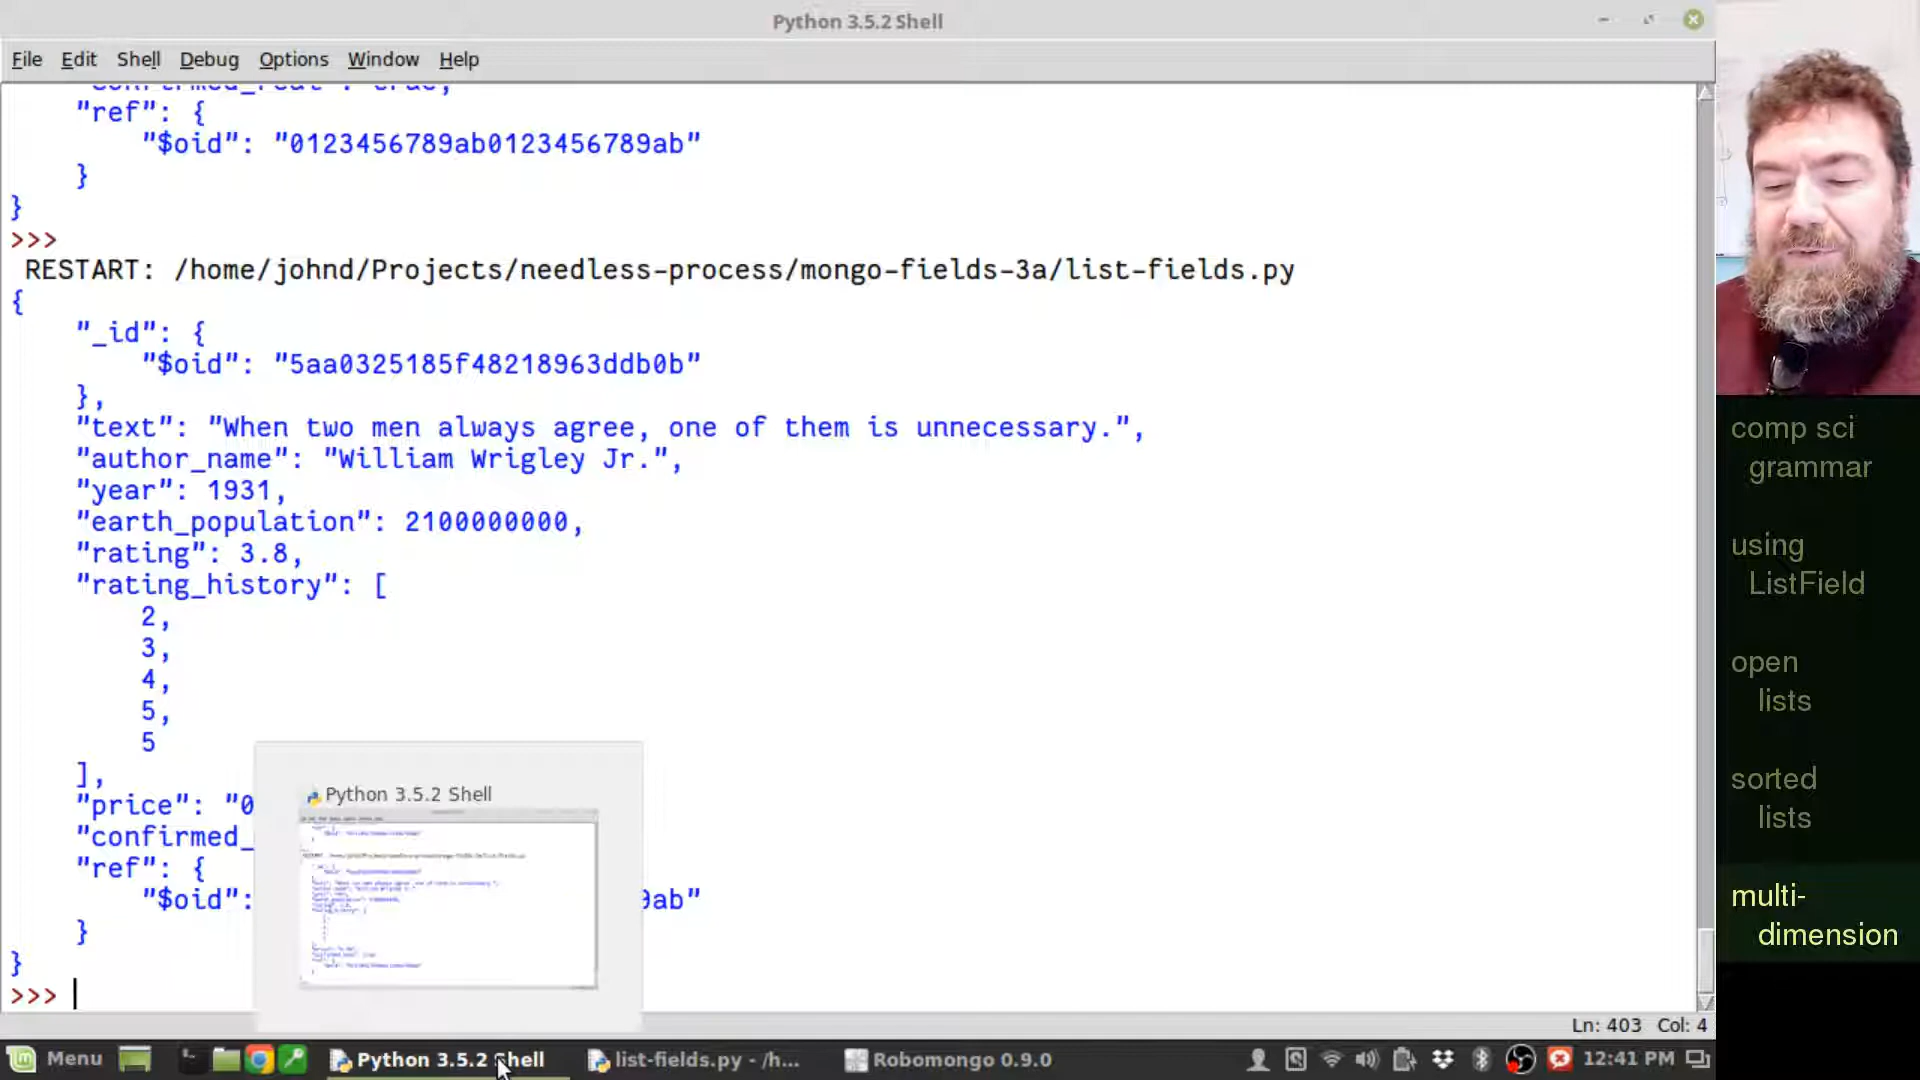 Python 3.5.2 Shell
File Edit Shell Debug Options Window Help
"ref": {
"$oid": "0123456789ab0123456789ab"
}
}
>>>
RESTART: /home/johnd/Projects/needless-process/mongo-fields-3a/list-fields.py
{
"_id": {
"$oid": "5aa0325185f48218963ddb0b"
},
"text": "When two men always agree, one of them is unnecessary.",
"author_name": "William Wrigley Jr.",
"year": 1931,
"earth_population": 2100000000,
"rating": 3.8,
"rating_history": [
2,
3,
4,
5,
5
],
"price": "0
"confirmed_
"ref": {
"$oid": 9ab"
}
}
>>>
Python 3.5.2 Shell
Ln: 403 Col: 4
Menu Python 3.5.2 Shell list-fields.py - /h... Robomongo 0.9.0 12:41 PM
comp sci
grammar
using
ListField
open
lists
sorted
lists
multi-
dimension